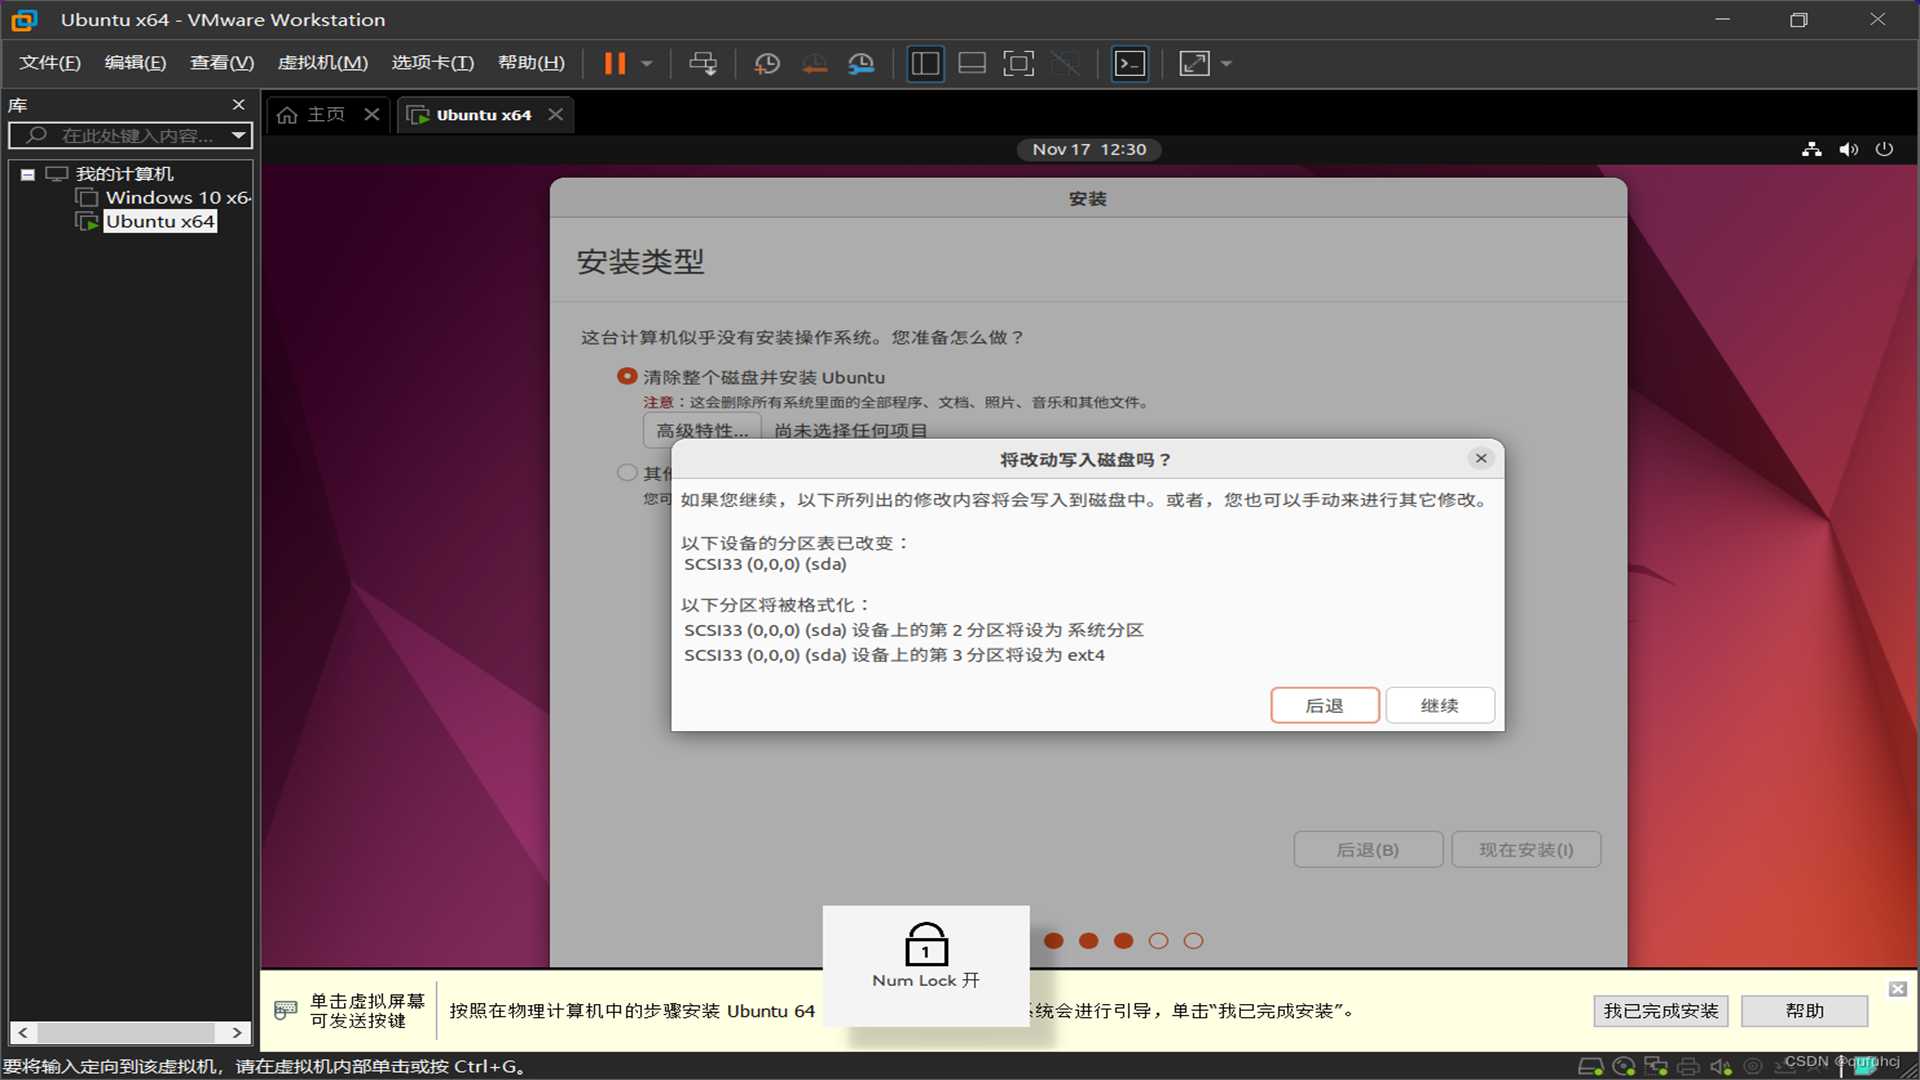 Ubuntu x64 - VMware Workstation
文件(F) 编辑(E) 查看(V) 虚拟机(M) 选项卡(T) 帮助(H)
库
在此处键入内容...
我的计算机
Windows 10 x6
Ubuntu x64
主页
Ubuntu x64
Nov 17 12:30
安装
安装类型
这台计算机似乎没有安装操作系统。您准备怎么做？
清除整个磁盘并安装 Ubuntu
注意：这会删除所有系统里面的全部程序、文档、照片、音乐和其他文件。
高级特性... 尚未选择任何项目
其他
您可
将改动写入磁盘吗？
如果您继续，以下所列出的修改内容将会写入到磁盘中。或者，您也可以手动来进行其它修改。
以下设备的分区表已改变：
SCSI33 (0,0,0) (sda)
以下分区将被格式化：
SCSI33 (0,0,0) (sda) 设备上的第 2 分区将设为 系统分区
SCSI33 (0,0,0) (sda) 设备上的第 3 分区将设为 ext4
后退 继续
后退(B) 现在安装(I)
1
Num Lock 开
单击虚拟屏幕
可发送按键
按照在物理计算机中的步骤安装 Ubuntu 64
系统会进行引导，单击“我已完成安装”。
我已完成安装 帮助
要将输入定向到该虚拟机，请在虚拟机内部单击或按 Ctrl+G。
CSDN @qufuhcj